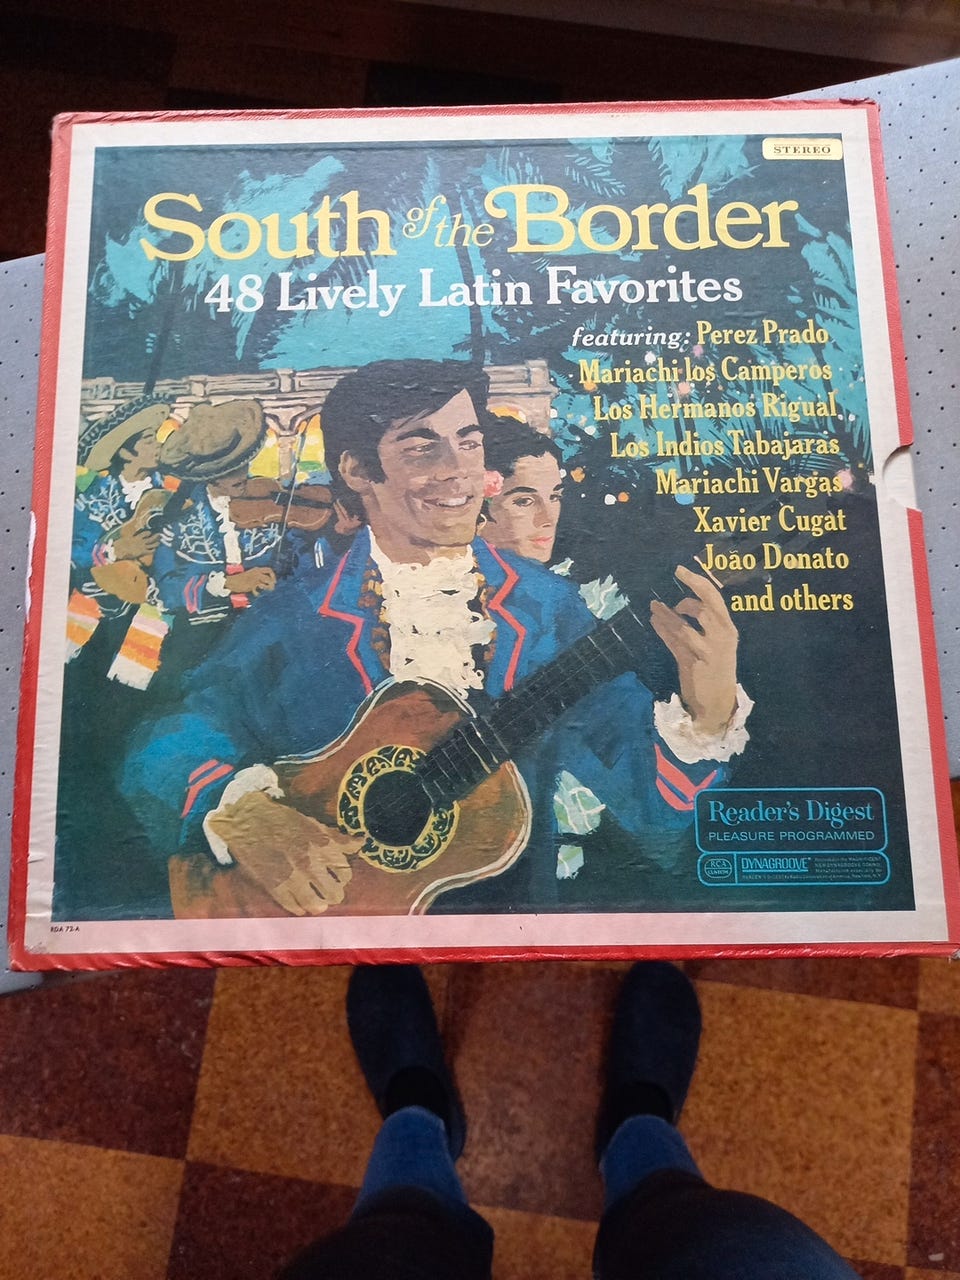 STEREO
South of the Border
48 Lively Latin Favorites
featuring: Perez Prado
Mariachi los Camperos
Los Hermanos Rigual
Los Indios Tabajaras
Mariachi Vargas
Xavier Cugat
João Donato
and others
Reader's Digest
PLEASURE PROGRAMMED
RCA
CUSTOM
DYNAGROOVE
RDA 72-A